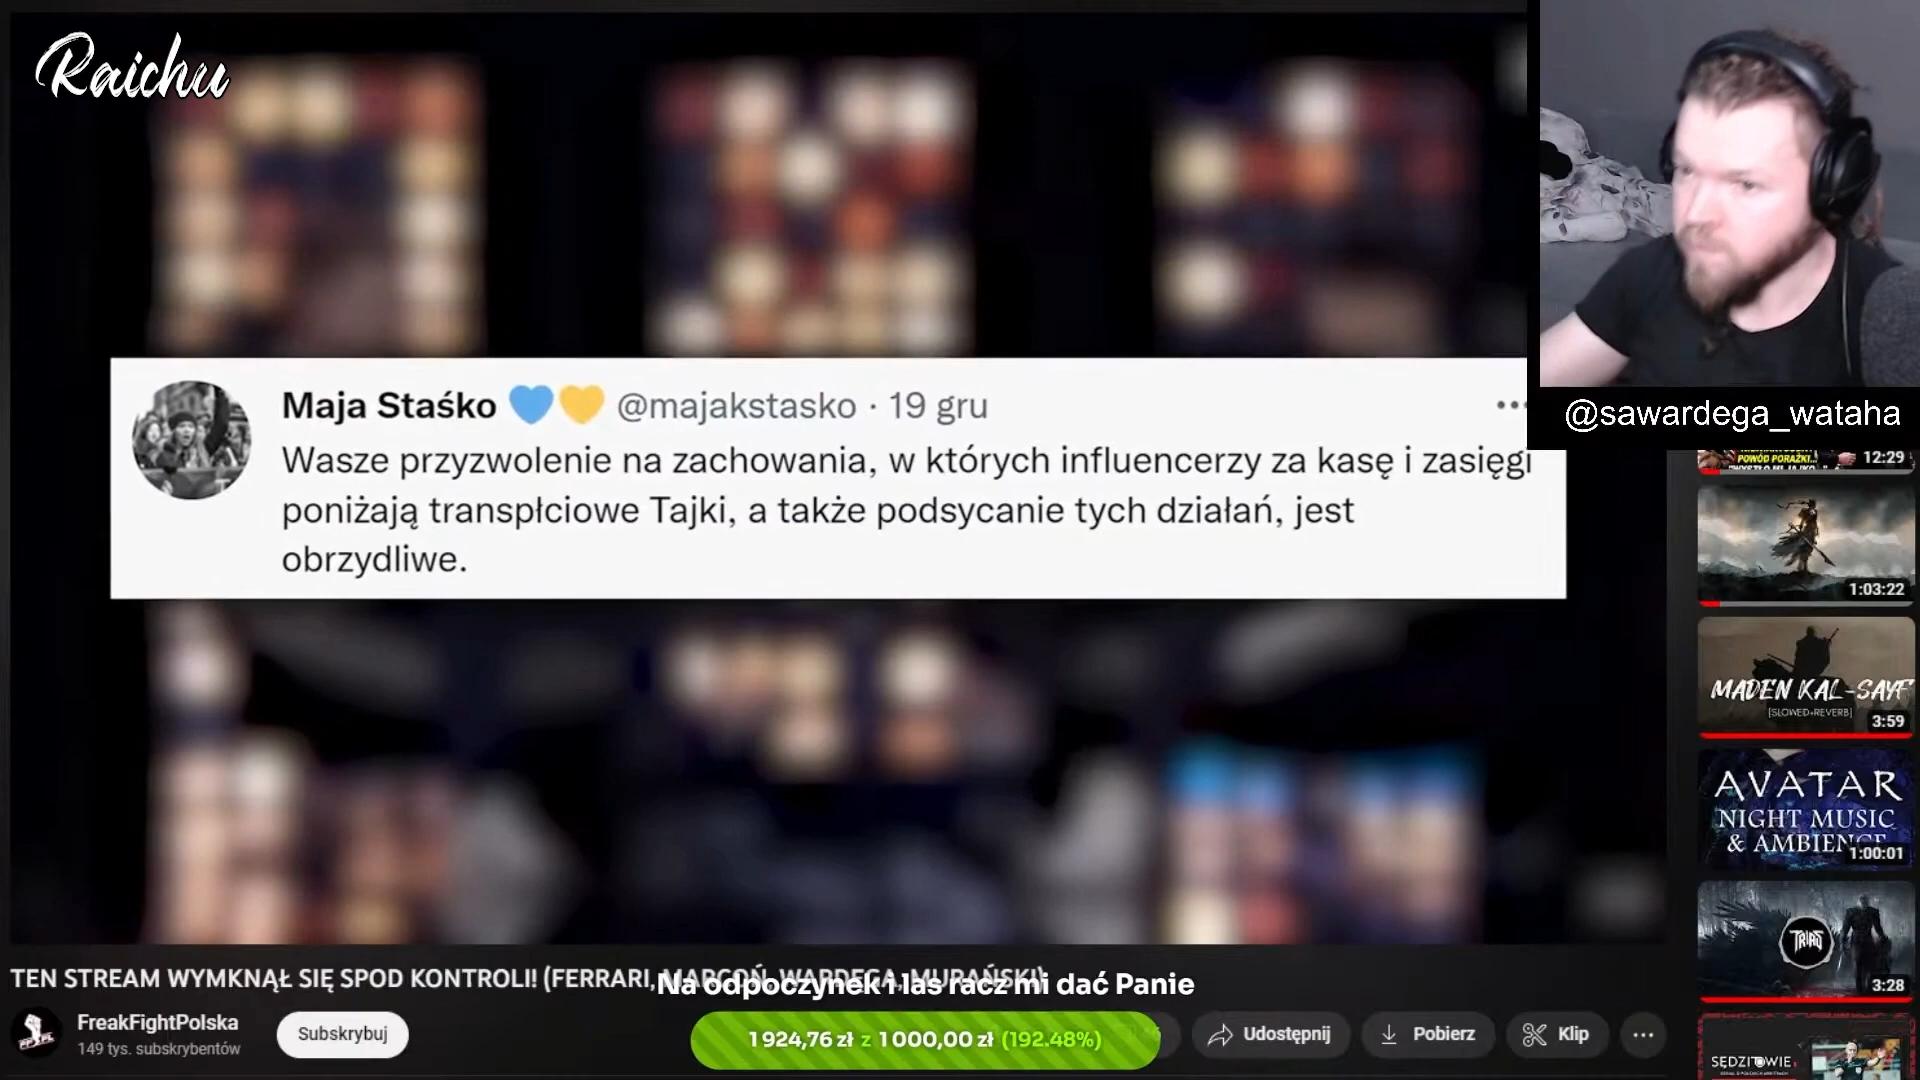 Raichu
Maja Staśko 💙💛 @majakstasko · 19 gru
Wasze przyzwolenie na zachowania, w których influencerzy za kasę i zasięgi
poniżają transpłciowe Tajki, a także podsycanie tych działań, jest
obrzydliwe.
@sawardega_wataha
12:29
1:03:22
MADEN KAL-SAYF
[SLOWED+REVERB]
3:59
AVATAR
NIGHT MUSIC
& AMBIENCE
1:00:01
TRIAS
3:28
SĘDZIOWIE
TEN STREAM WYMKNĄŁ SIĘ SPOD KONTROLI! (FERRARI, MARCOŃ, WARDĘGA, MURAŃSKI)
Na odpoczynek i las racz mi dać Panie
FreakFightPolska
149 tys. subskrybentów
Subskrybuj
1 924,76 zł z 1 000,00 zł (192.48%)
Udostępnij
Pobierz
Klip